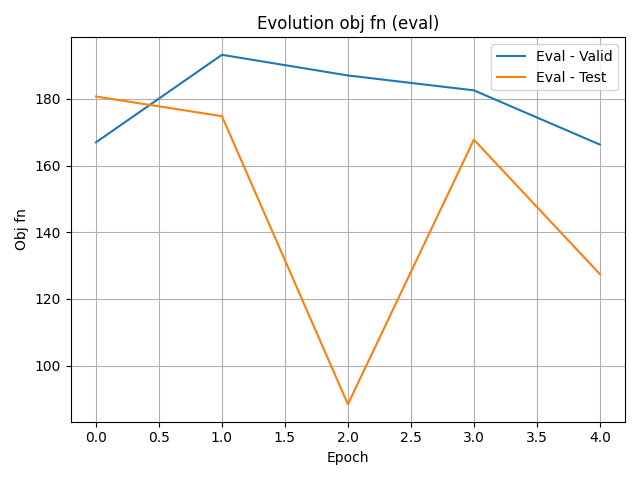 Evolution obj fn (eval)
Eval - Valid
Eval - Test
180
160
140
120
100
Obj fn
0.0 0.5 1.0 1.5 2.0 2.5 3.0 3.5 4.0
Epoch